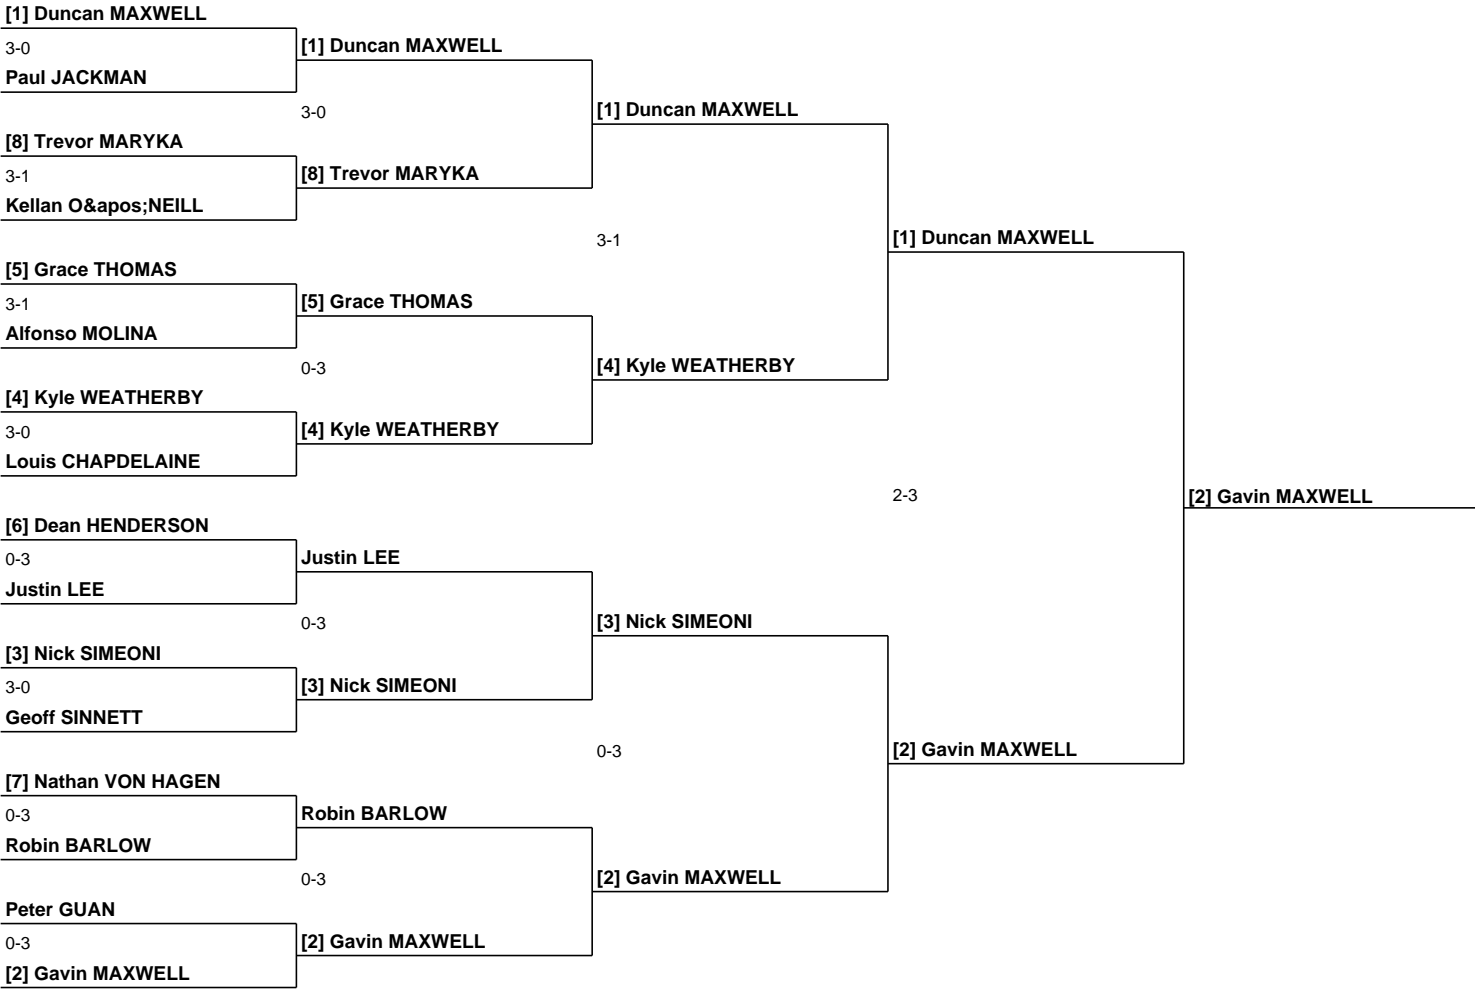 [1] Duncan MAXWELL
3-0
[1] Duncan MAXWELL
Paul JACKMAN
3-0
[1] Duncan MAXWELL
[8] Trevor MARYKA
3-1
[8] Trevor MARYKA
Kellan O&apos;NEILL
3-1
[1] Duncan MAXWELL
[5] Grace THOMAS
3-1
[5] Grace THOMAS
Alfonso MOLINA
0-3
[4] Kyle WEATHERBY
[4] Kyle WEATHERBY
3-0
[4] Kyle WEATHERBY
Louis CHAPDELAINE
2-3
[2] Gavin MAXWELL
[6] Dean HENDERSON
0-3
Justin LEE
Justin LEE
0-3
[3] Nick SIMEONI
[3] Nick SIMEONI
3-0
[3] Nick SIMEONI
Geoff SINNETT
0-3
[2] Gavin MAXWELL
[7] Nathan VON HAGEN
0-3
Robin BARLOW
Robin BARLOW
0-3
[2] Gavin MAXWELL
Peter GUAN
0-3
[2] Gavin MAXWELL
[2] Gavin MAXWELL